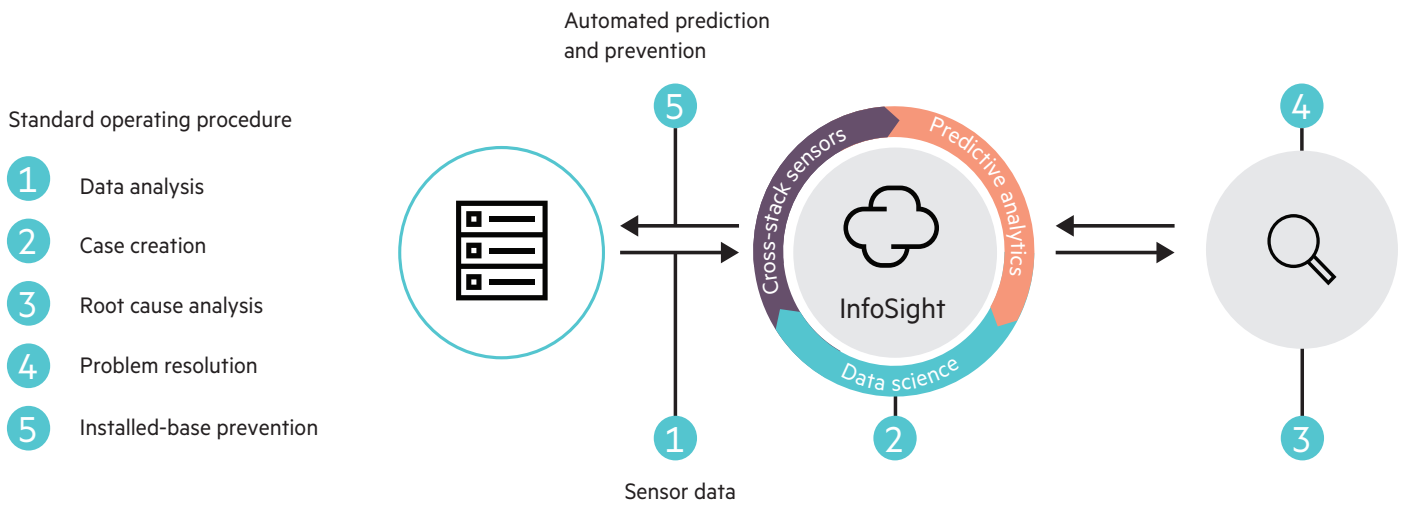 Automated prediction
and prevention
Standard operating procedure
1 Data analysis
2 Case creation
3 Root cause analysis
4 Problem resolution
5 Installed-base prevention
5
1
Sensor data
Cross-stack sensors
Predictive analytics
Data science
InfoSight
2
4
3